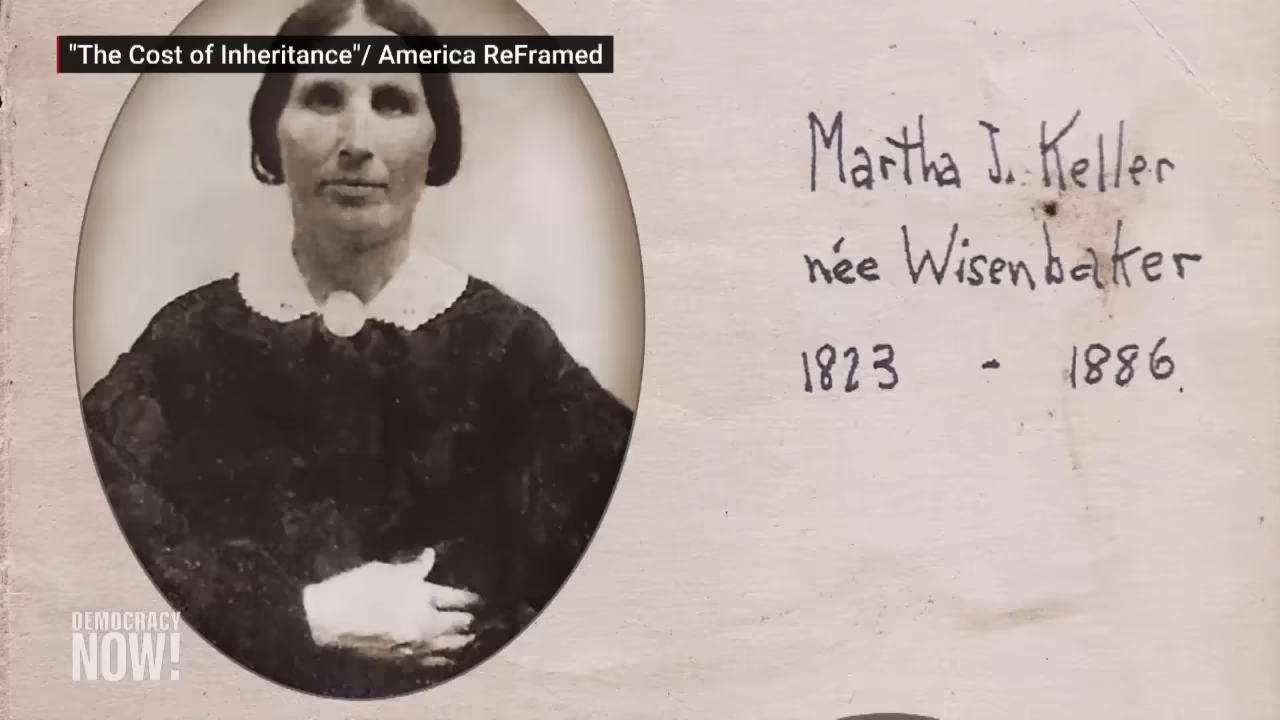 "The Cost of Inheritance"/ America ReFramed
Martha J. Keller
née Wisenbaker
1823 - 1886.
DEMOCRACY
NOW!